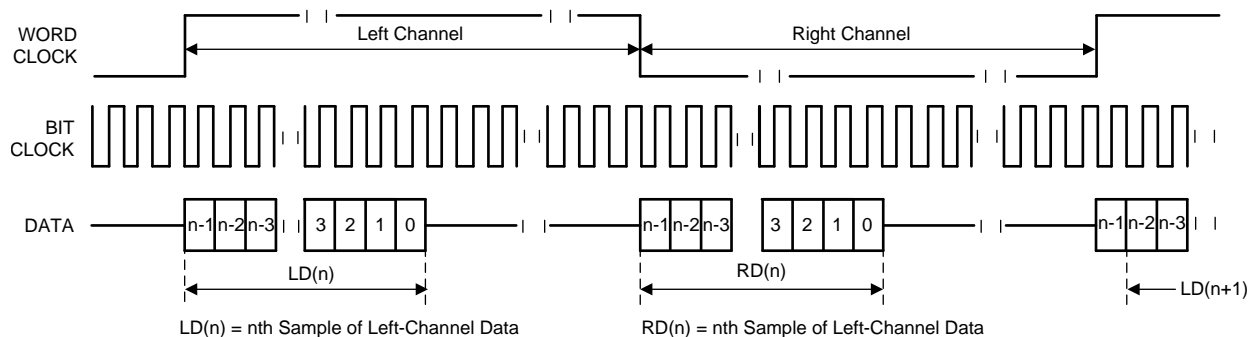 WORD CLOCK
Left Channel
Right Channel
BIT CLOCK
DATA
n-1 n-2 n-3 3 2 1 0 n-1 n-2 n-3 3 2 1 0 n-1 n-2 n-3
LD(n)
RD(n)
LD(n+1)
LD(n) = nth Sample of Left-Channel Data
RD(n) = nth Sample of Left-Channel Data